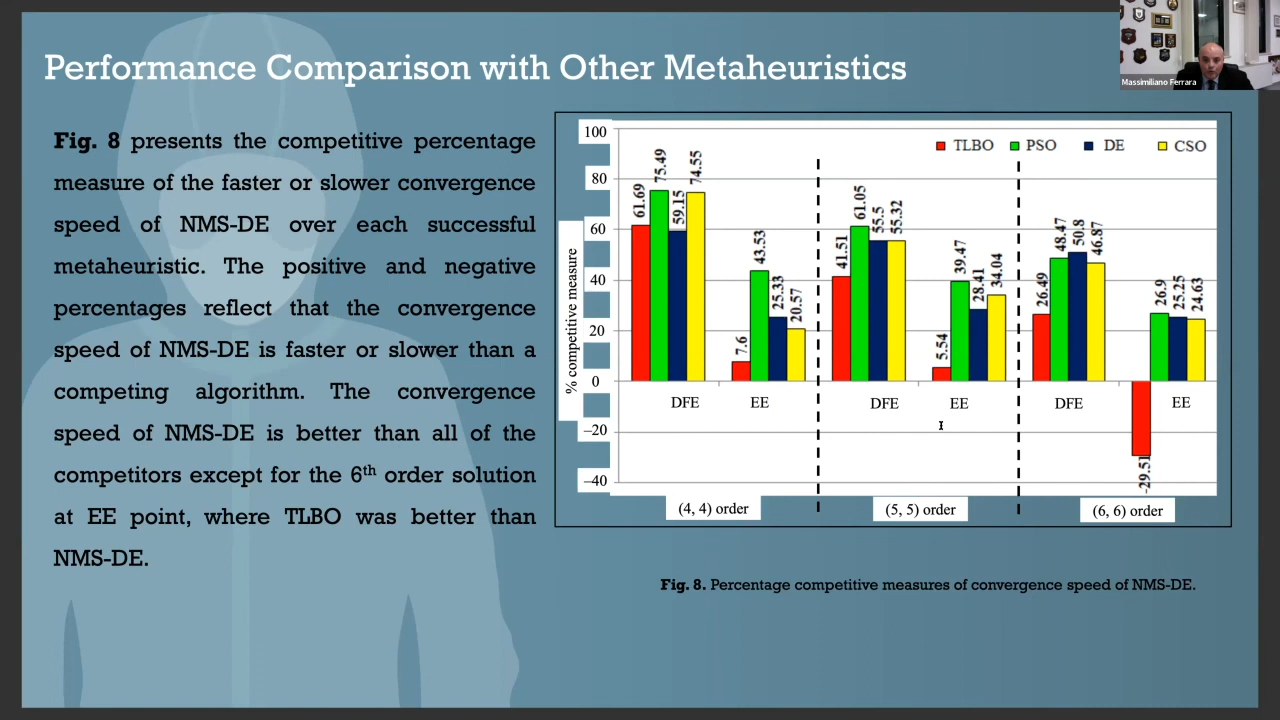 Performance Comparison with Other Metaheuristics
Massimiliano Ferrara
Fig. 8 presents the competitive percentage
measure of the faster or slower convergence
speed of NMS-DE over each successful
metaheuristic. The positive and negative
percentages reflect that the convergence
speed of NMS-DE is faster or slower than a
competing algorithm. The convergence
speed of NMS-DE is better than all of the
competitors except for the 6th order solution
at EE point, where TLBO was better than
NMS-DE.
% competitive measure
100
80
60
40
20
0
–20
–40
TLBO PSO DE CSO
61.69 75.49 59.15 74.55
7.6 43.53 25.33 20.57
41.51 61.05 55.5 55.32
5.54 39.47 28.41 34.04
26.49 48.47 50.8 46.87
-29.51 26.9 25.25 24.63
DFE EE DFE EE DFE EE
(4, 4) order (5, 5) order (6, 6) order
Fig. 8. Percentage competitive measures of convergence speed of NMS-DE.